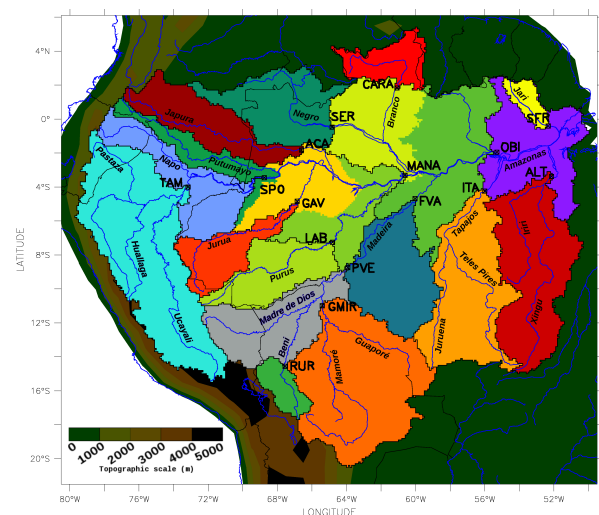 4°N
0°
4°S
8°S
12°S
16°S
20°S
LATITUDE
80°W
76°W
72°W
68°W
64°W
60°W
56°W
52°W
LONGITUDE
CARA
Jari
Japura
Negro
SER
Branco
SFR
ACA
OBI
Pastaza
Napo
Putumayo
MANA
Amazonas
ALT
TAM
SPO
ITA
GAV
FVA
Tapajos
Iriri
Jurua
LAB
Madeira
Huallaga
Purus
PVE
Teles Pires
Madre de Dios
GMIR
Xingu
Ucayali
Beni
Guaporé
Juruena
RUR
Mamoré
0
1000
2000
3000
4000
5000
Topographic scale (m)